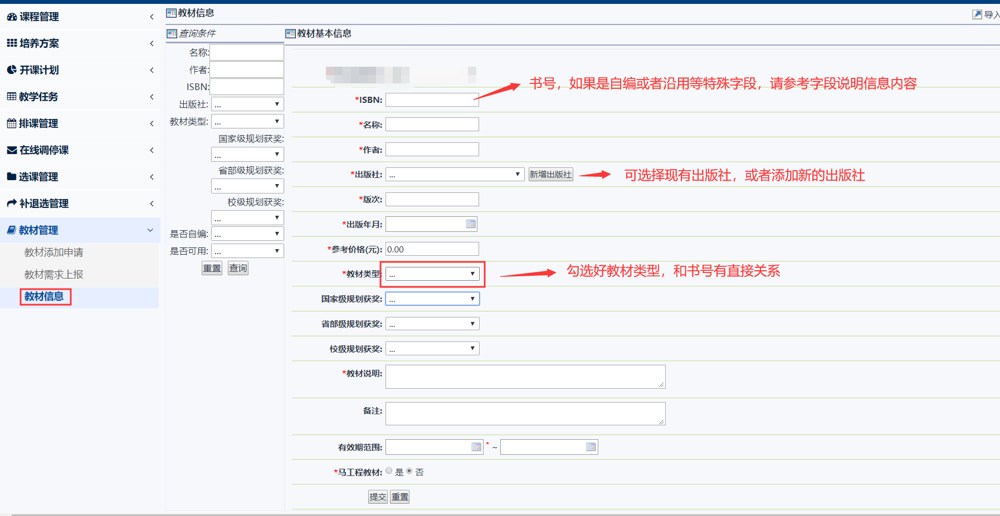 课程管理
培养方案
开课计划
教学任务
排课管理
在线调停课
选课管理
补退选管理
教材管理
教材添加申请
教材需求上报
教材信息
教材信息
导入
查询条件
名称:
作者:
ISBN:
出版社: ...
教材类型: ...
国家级规划获奖:
...
省部级规划获奖:
...
校级规划获奖:
...
是否自编: ...
是否可用: ...
重置 查询
教材基本信息
书号，如果是自编或者沿用等特殊字段，请参考字段说明信息内容
*ISBN:
*名称:
*作者:
*出版社: ... 新增出版社 可选择现有出版社，或者添加新的出版社
*版次:
*出版年月:
*参考价格(元): 0.00
*教材类型: ... 勾选好教材类型，和书号有直接关系
国家级规划获奖: ...
省部级规划获奖: ...
校级规划获奖: ...
*教材说明:
备注:
有效期范围: * ~
*马工程教材: 是 否
提交 重置